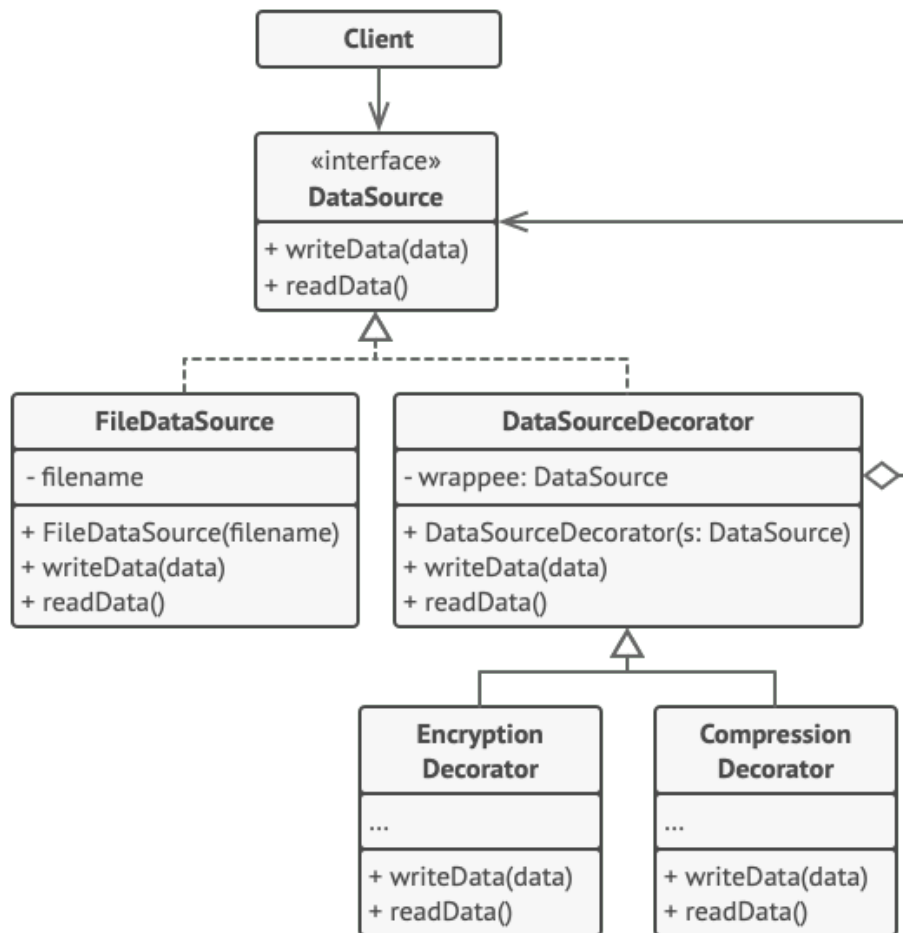 Client
«interface»
DataSource
+ writeData(data)
+ readData()
FileDataSource
- filename
+ FileDataSource(filename)
+ writeData(data)
+ readData()
DataSourceDecorator
- wrappee: DataSource
+ DataSourceDecorator(s: DataSource)
+ writeData(data)
+ readData()
Encryption
Decorator
...
+ writeData(data)
+ readData()
Compression
Decorator
...
+ writeData(data)
+ readData()